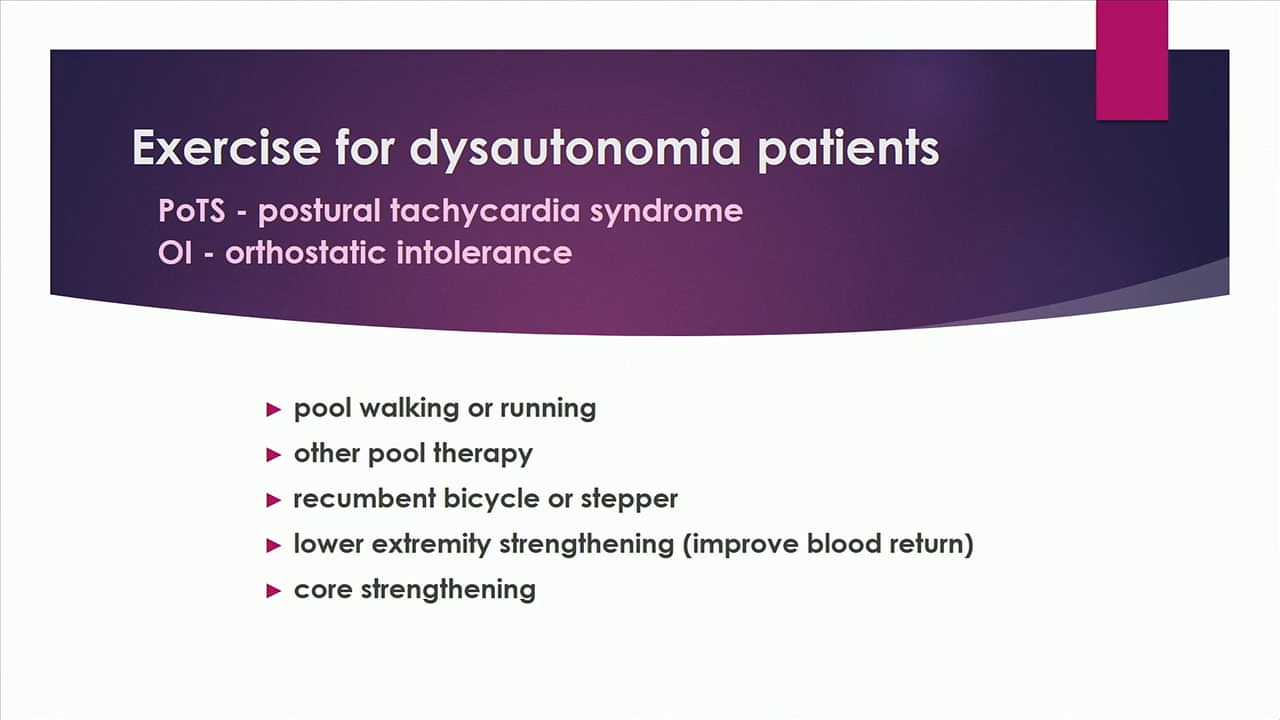 Exercise for dysautonomia patients
PoTS - postural tachycardia syndrome
OI - orthostatic intolerance
pool walking or running
other pool therapy
recumbent bicycle or stepper
lower extremity strengthening (improve blood return)
core strengthening